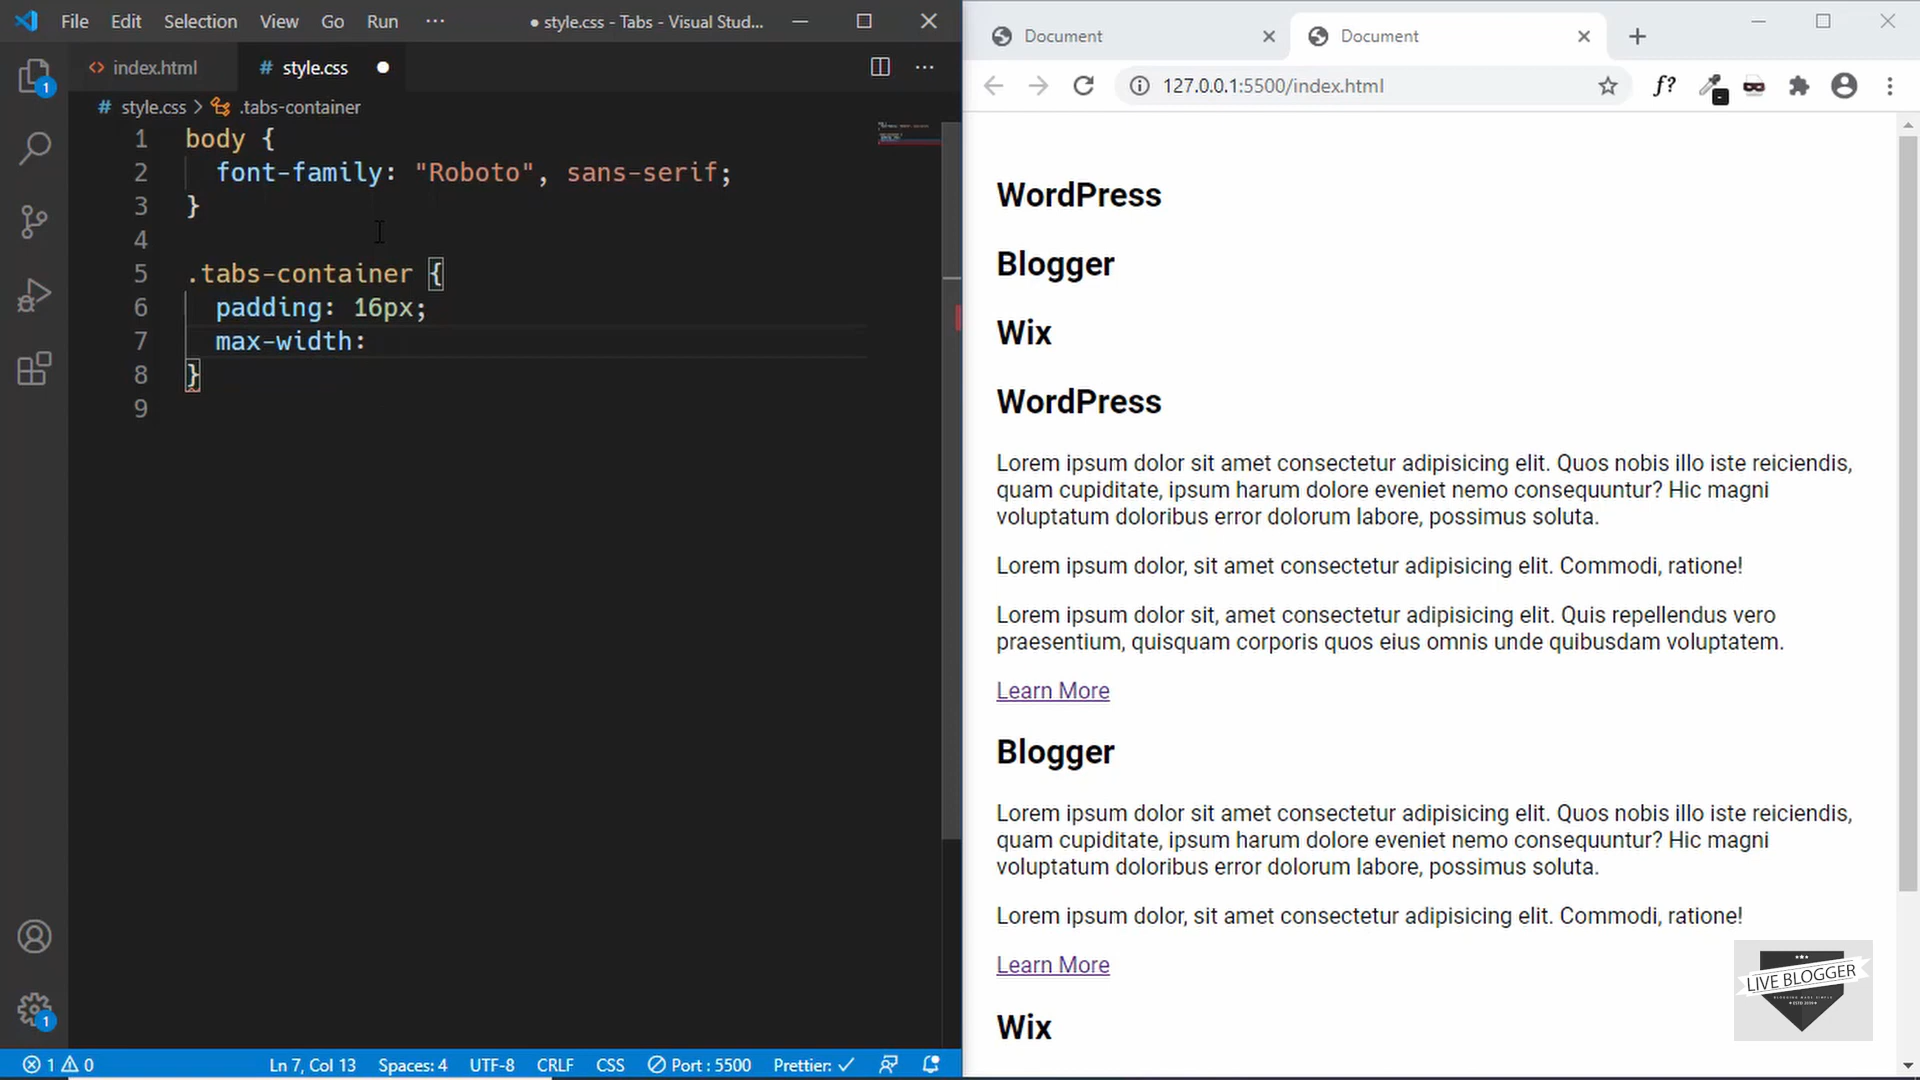 File Edit Selection View Go Run ··· ● style.css - Tabs - Visual Stud...
index.html # style.css ●
# style.css > .tabs-container
1 body {
2 font-family: "Roboto", sans-serif;
3 }
4
5 .tabs-container {
6 padding: 16px;
7 max-width:
8 }
9
1
1
1 0 Ln 7, Col 13 Spaces: 4 UTF-8 CRLF CSS Port : 5500 Prettier: ✓
Document Document
127.0.0.1:5500/index.html f?
WordPress
Blogger
Wix
WordPress
Lorem ipsum dolor sit amet consectetur adipisicing elit. Quos nobis illo iste reiciendis,
quam cupiditate, ipsum harum dolore eveniet nemo consequuntur? Hic magni
voluptatum doloribus error dolorum labore, possimus soluta.
Lorem ipsum dolor, sit amet consectetur adipisicing elit. Commodi, ratione!
Lorem ipsum dolor sit, amet consectetur adipisicing elit. Quis repellendus vero
praesentium, quisquam corporis quos eius omnis unde quibusdam voluptatem.
Learn More
Blogger
Lorem ipsum dolor sit amet consectetur adipisicing elit. Quos nobis illo iste reiciendis,
quam cupiditate, ipsum harum dolore eveniet nemo consequuntur? Hic magni
voluptatum doloribus error dolorum labore, possimus soluta.
Lorem ipsum dolor, sit amet consectetur adipisicing elit. Commodi, ratione!
Learn More
Wix
LIVE BLOGGER